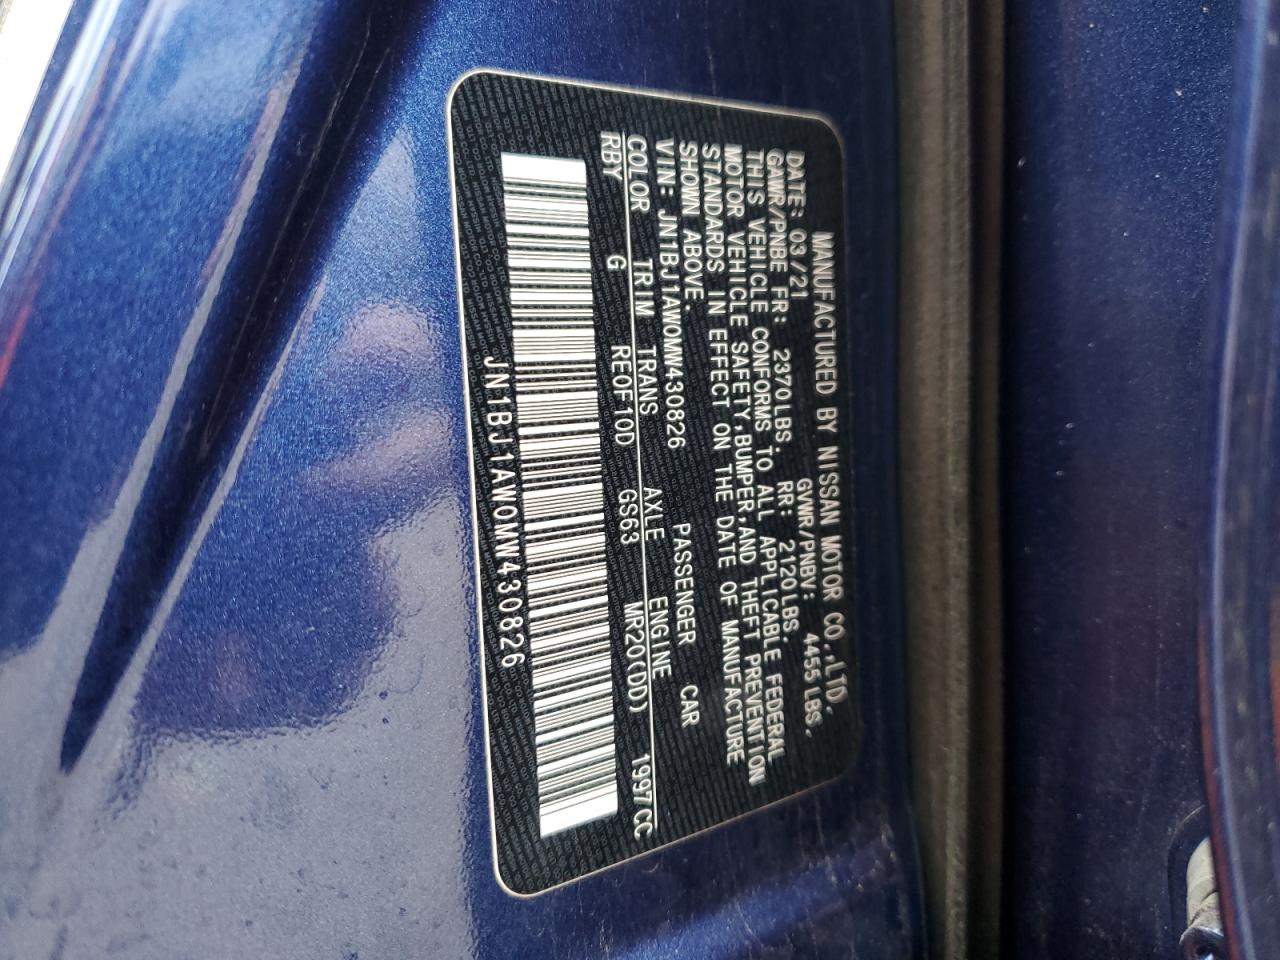 MANUFACTURED BY NISSAN MOTOR CO.,LTD.
DATE: 03/21 GVWR/PNBV: 4455 LBS.
GAWR/PNBE FR: 2370LBS. RR: 2120LBS.
THIS VEHICLE CONFORMS TO ALL APPLICABLE FEDERAL
MOTOR VEHICLE SAFETY,BUMPER,AND THEFT PREVENTION
STANDARDS IN EFFECT ON THE DATE OF MANUFACTURE
SHOWN ABOVE.
VIN: JN1BJ1AW0MW430826 PASSENGER CAR
COLOR TRIM TRANS AXLE ENGINE
RBY G RE0F10D GS63 MR20(DD) 1997CC
JN1BJ1AW0MW430826